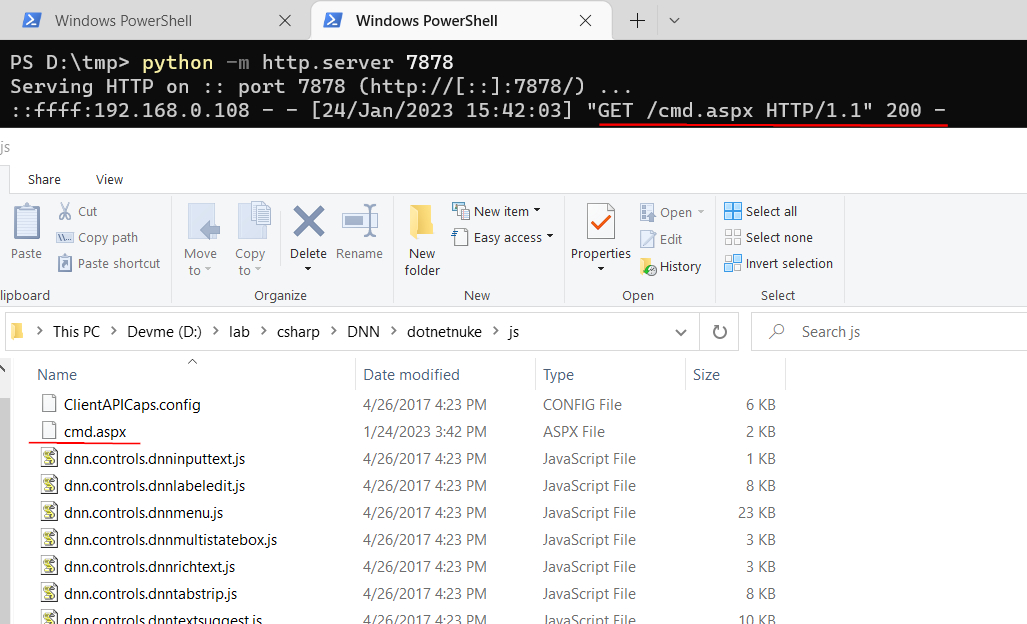 Windows PowerShell
Windows PowerShell
PS D:\tmp> python -m http.server 7878
Serving HTTP on :: port 7878 (http://[::]:7878/) ...
::ffff:192.168.0.108 - - [24/Jan/2023 15:42:03] "GET /cmd.aspx HTTP/1.1" 200 -
js
Share View
Paste
Cut
Copy path
Paste shortcut
Move to
Copy to
Delete
Rename
New folder
New item
Easy access
Properties
Open
Edit
History
Select all
Select none
Invert selection
lipboard Organize New Open Select
This PC > Devme (D:) > lab > csharp > DNN > dotnetnuke > js
Search js
Name Date modified Type Size
ClientAPICaps.config 4/26/2017 4:23 PM CONFIG File 6 KB
cmd.aspx 1/24/2023 3:42 PM ASPX File 2 KB
dnn.controls.dnninputtext.js 4/26/2017 4:23 PM JavaScript File 1 KB
dnn.controls.dnnlabeledit.js 4/26/2017 4:23 PM JavaScript File 8 KB
dnn.controls.dnnmenu.js 4/26/2017 4:23 PM JavaScript File 23 KB
dnn.controls.dnnmultistatebox.js 4/26/2017 4:23 PM JavaScript File 3 KB
dnn.controls.dnnrichtext.js 4/26/2017 4:23 PM JavaScript File 3 KB
dnn.controls.dnntabstrip.js 4/26/2017 4:23 PM JavaScript File 8 KB
dnn.controls.dnntextsuggest.js 4/26/2017 4:23 PM JavaScript File 10 KB